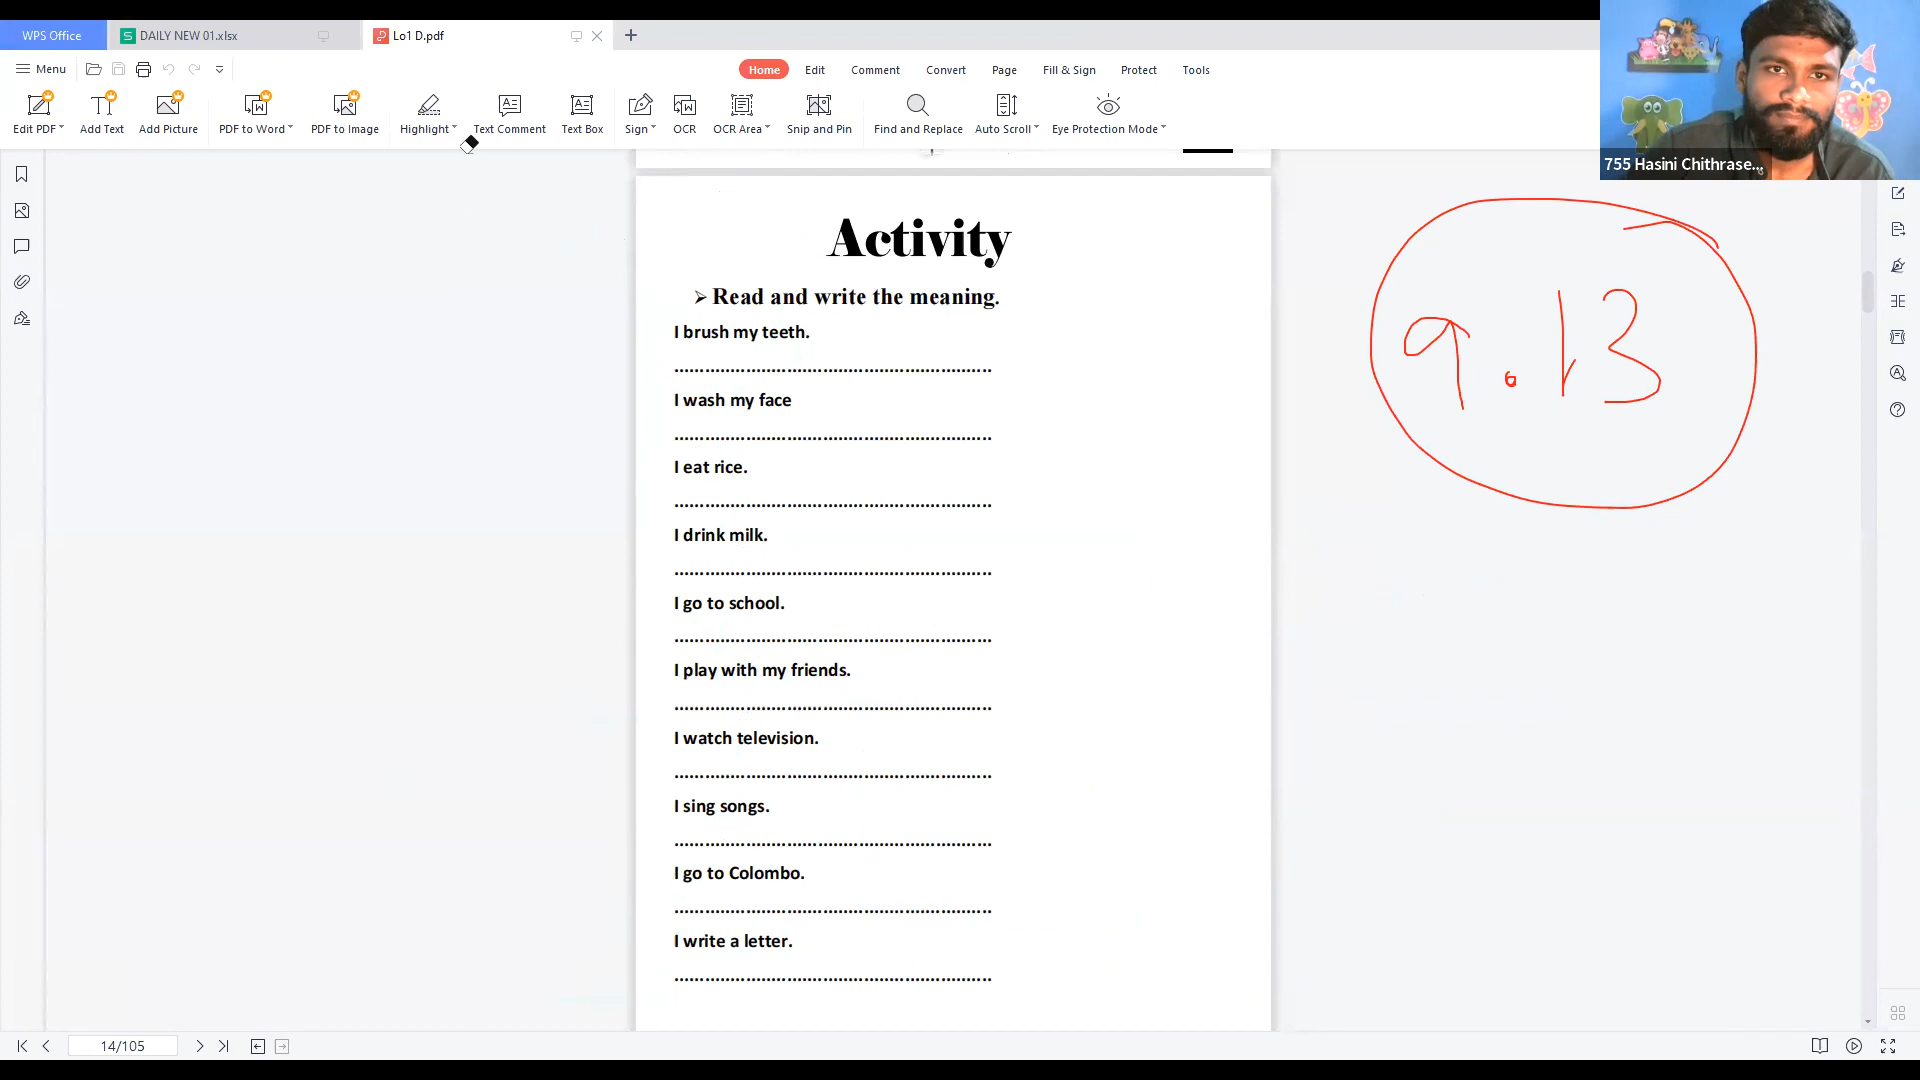 WPS Office DAILY NEW 01.xlsx Lo1 D.pdf
Menu Home Edit Comment Convert Page Fill & Sign Protect Tools
Edit PDF Add Text Add Picture PDF to Word PDF to Image Highlight Text Comment Text Box Sign OCR OCR Area Snip and Pin Find and Replace Auto Scroll Eye Protection Mode
755 Hasini Chithrase...
Activity
➢ Read and write the meaning.
I brush my teeth.
............................................................
I wash my face
............................................................
I eat rice.
............................................................
I drink milk.
............................................................
I go to school.
............................................................
I play with my friends.
............................................................
I watch television.
............................................................
I sing songs.
............................................................
I go to Colombo.
............................................................
I write a letter.
............................................................
9.13
14/105